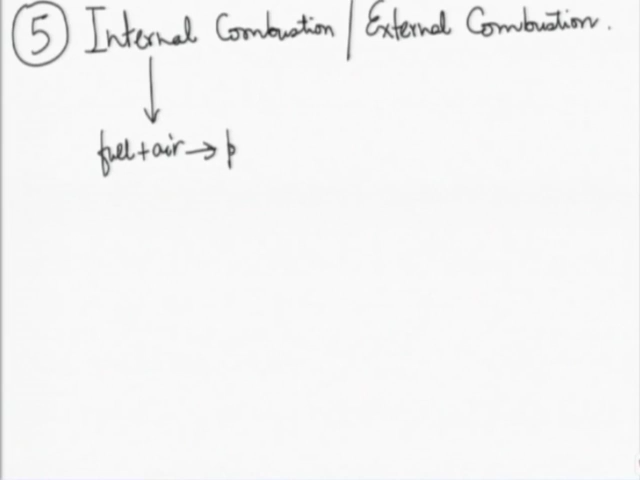 5 Internal Combustion / External Combustion.
↓
fuel + air → p